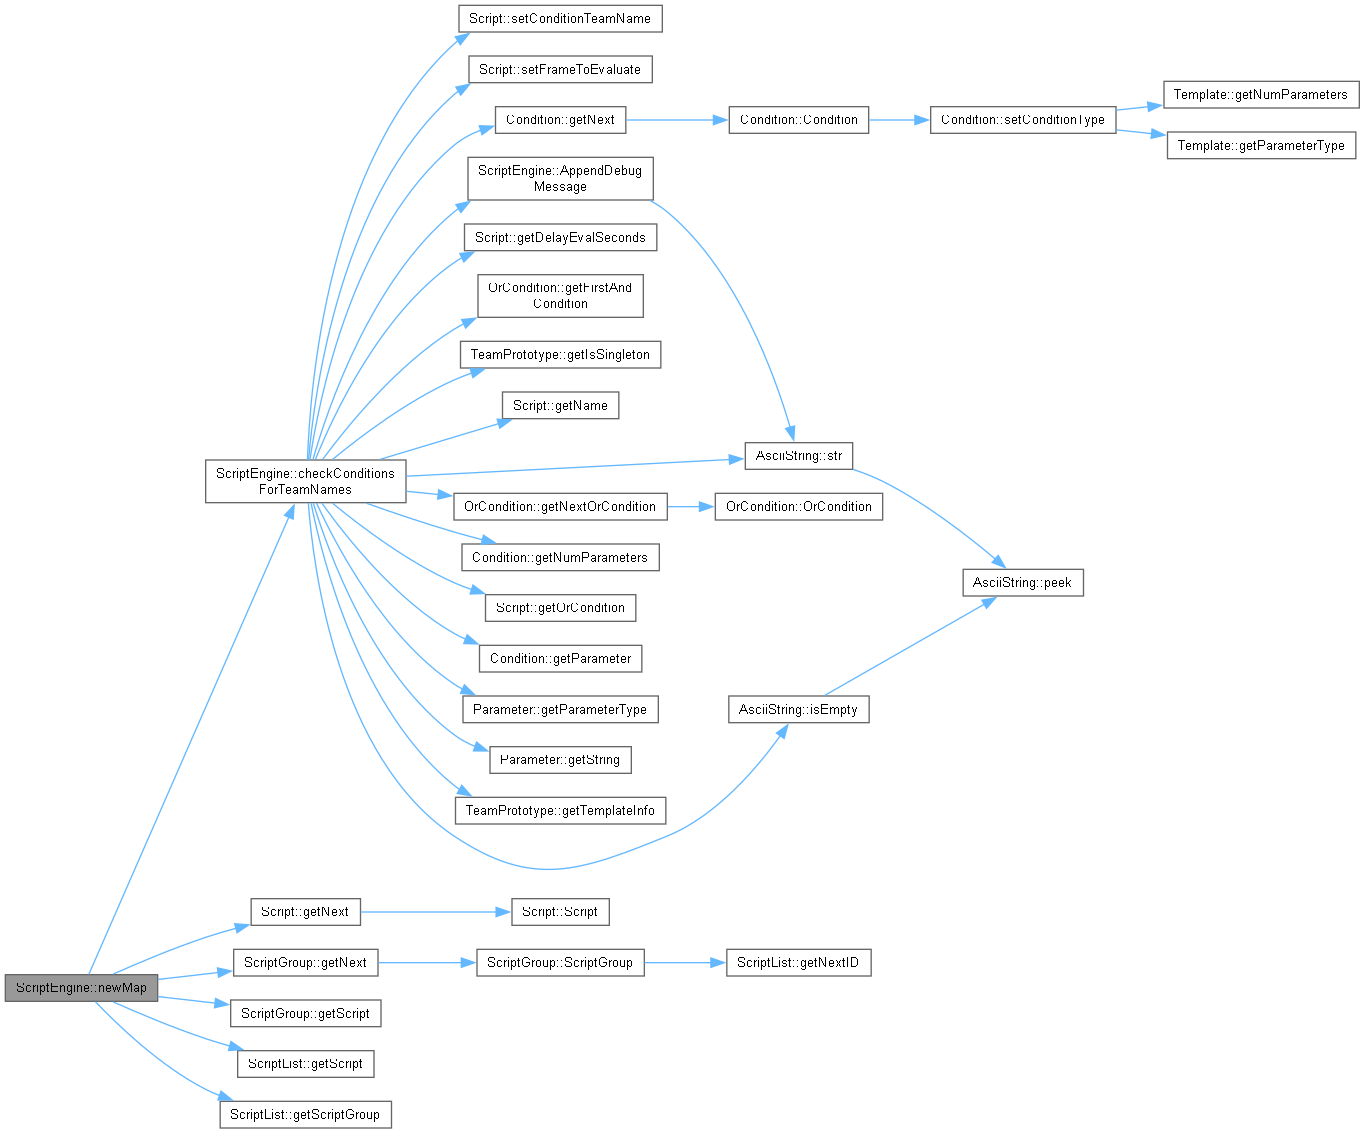 Script::setConditionTeamName
Script::setFrameToEvaluate
Template::getNumParameters
Condition::getNext
Condition::Condition
Condition::setConditionType
Template::getParameterType
ScriptEngine::AppendDebug
Message
Script::getDelayEvalSeconds
OrCondition::getFirstAnd
Condition
TeamPrototype::getIsSingleton
Script::getName
AsciiString::str
ScriptEngine::checkConditions
ForTeamNames
OrCondition::getNextOrCondition
OrCondition::OrCondition
Condition::getNumParameters
AsciiString::peek
Script::getOrCondition
Condition::getParameter
Parameter::getParameterType
AsciiString::isEmpty
Parameter::getString
TeamPrototype::getTemplateInfo
Script::getNext
Script::Script
ScriptGroup::getNext
ScriptGroup::ScriptGroup
ScriptList::getNextID
ScriptEngine::newMap
ScriptGroup::getScript
ScriptList::getScript
ScriptList::getScriptGroup